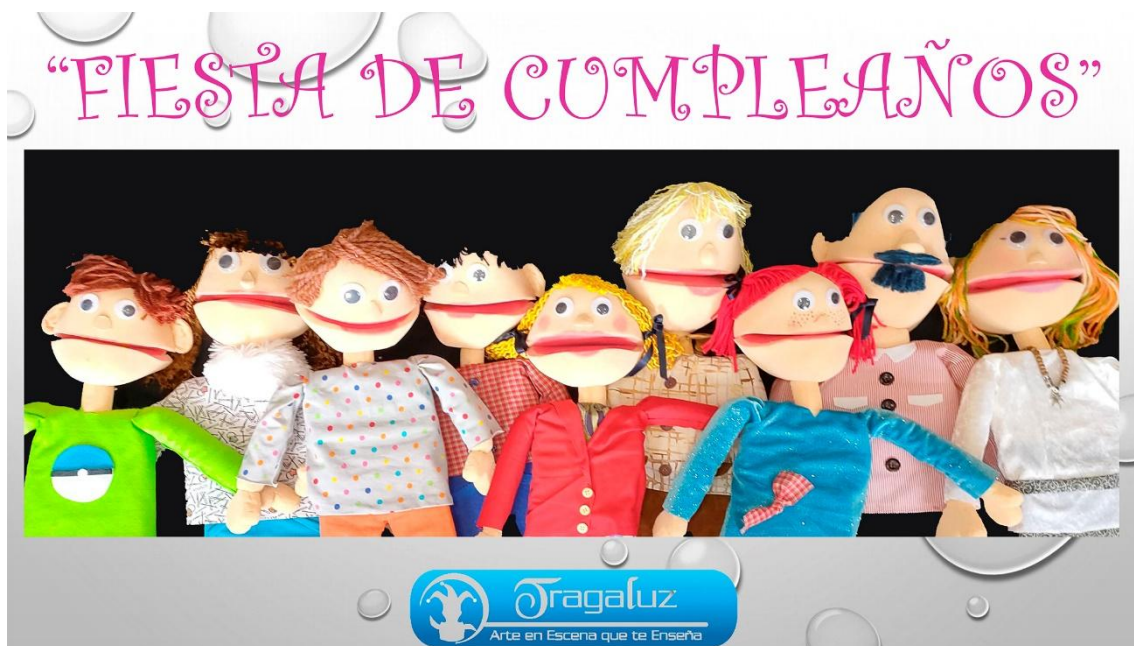 “FIESTA DE CUMPLEAÑOS”
Tragaluz
Arte en Escena que te Enseña